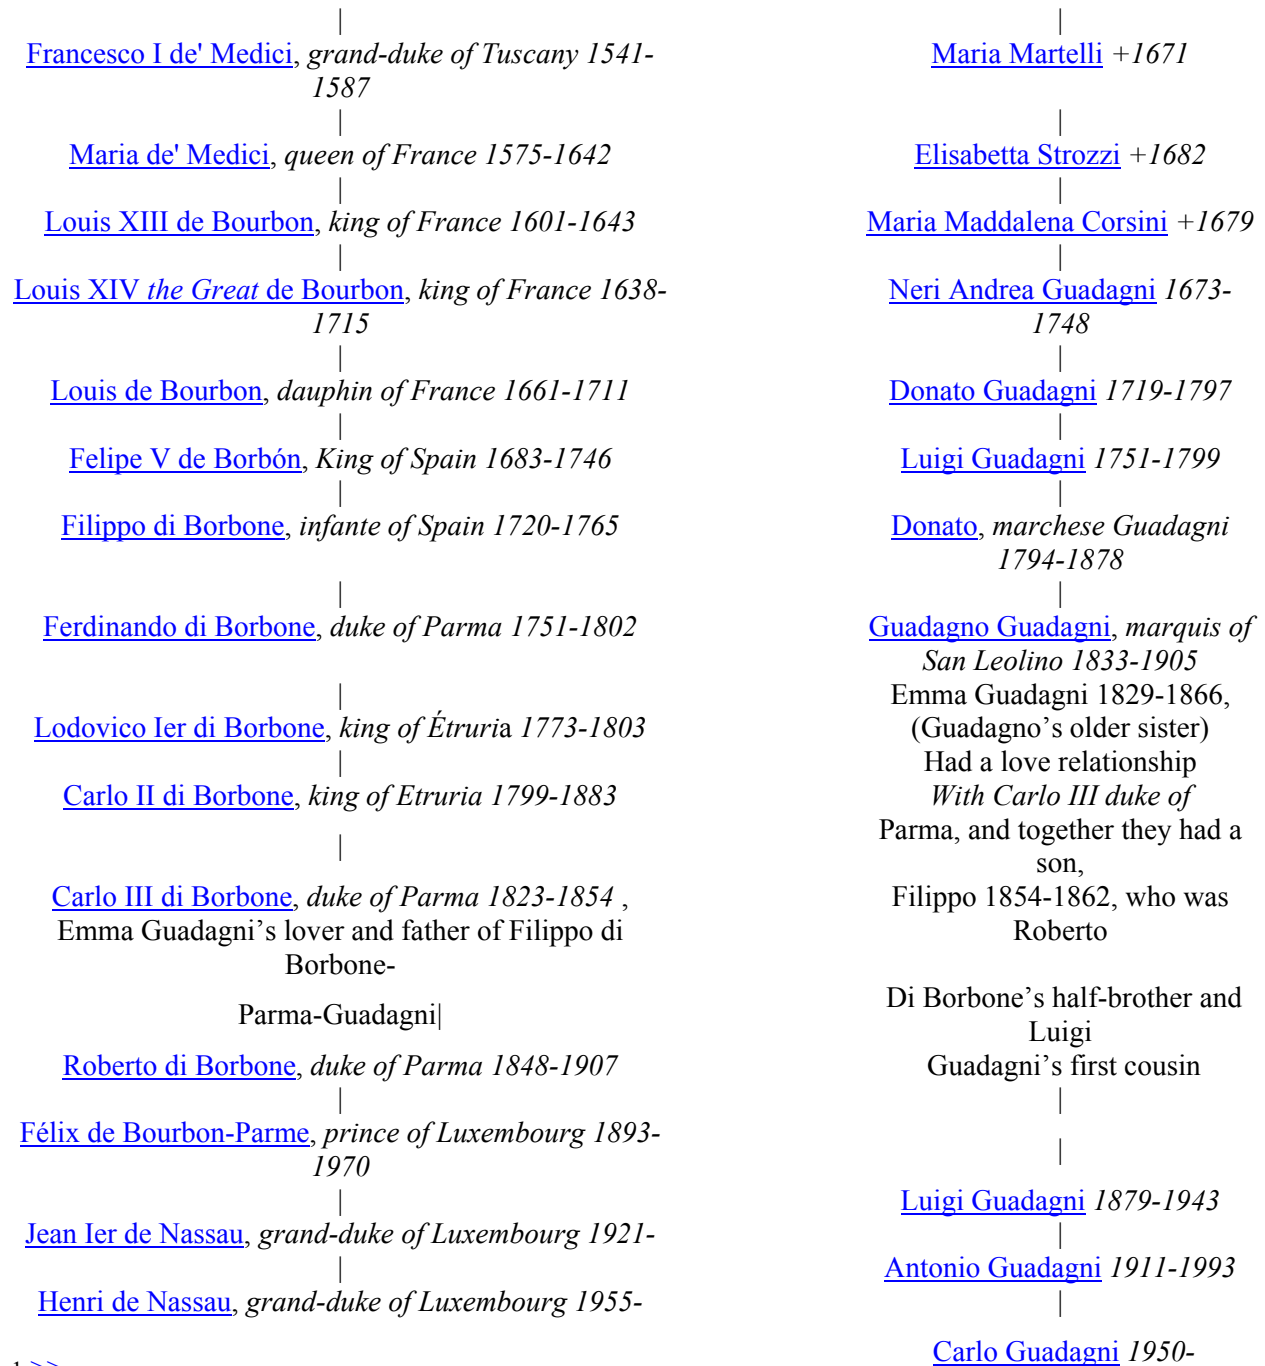 |
Francesco I de' Medici, grand-duke of Tuscany 1541-
1587
|
Maria de' Medici, queen of France 1575-1642
|
Louis XIII de Bourbon, king of France 1601-1643
|
Louis XIV the Great de Bourbon, king of France 1638-
1715
|
Louis de Bourbon, dauphin of France 1661-1711
|
Felipe V de Borbón, King of Spain 1683-1746
|
Filippo di Borbone, infante of Spain 1720-1765
|
Ferdinando di Borbone, duke of Parma 1751-1802
|
Lodovico Ier di Borbone, king of Étruria 1773-1803
|
Carlo II di Borbone, king of Etruria 1799-1883
|
Carlo III di Borbone, duke of Parma 1823-1854 ,
Emma Guadagni’s lover and father of Filippo di
Borbone-
Parma-Guadagni|
Roberto di Borbone, duke of Parma 1848-1907
|
Félix de Bourbon-Parme, prince of Luxembourg 1893-
1970
|
Jean Ier de Nassau, grand-duke of Luxembourg 1921-
|
Henri de Nassau, grand-duke of Luxembourg 1955-
|
Maria Martelli +1671
|
Elisabetta Strozzi +1682
|
Maria Maddalena Corsini +1679
|
Neri Andrea Guadagni 1673-
1748
|
Donato Guadagni 1719-1797
|
Luigi Guadagni 1751-1799
|
Donato, marchese Guadagni
1794-1878
|
Guadagno Guadagni, marquis of
San Leolino 1833-1905
Emma Guadagni 1829-1866,
(Guadagno’s older sister)
Had a love relationship
With Carlo III duke of
Parma, and together they had a
son,
Filippo 1854-1862, who was
Roberto
Di Borbone’s half-brother and
Luigi
Guadagni’s first cousin
|
|
Luigi Guadagni 1879-1943
|
Antonio Guadagni 1911-1993
|
Carlo Guadagni 1950-